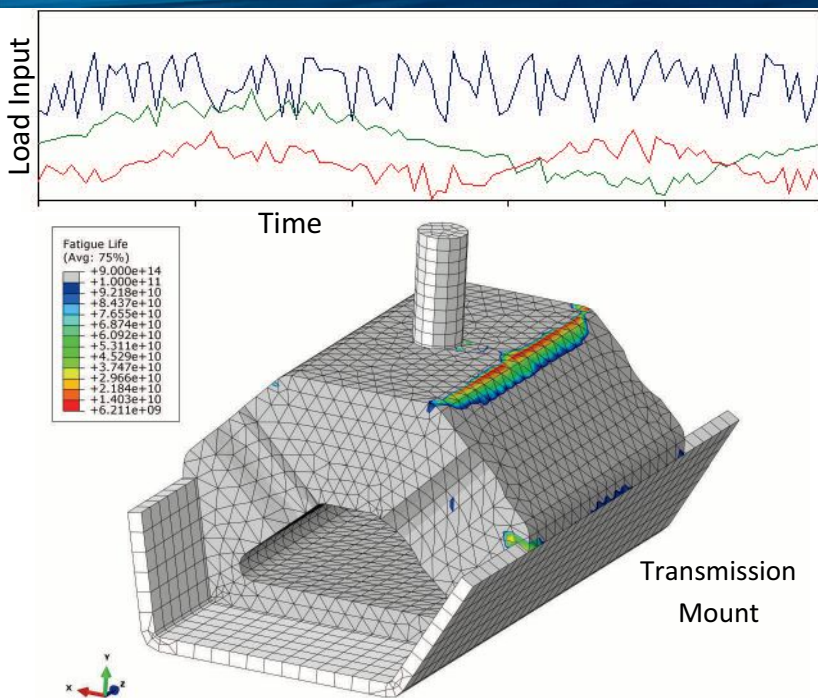 Load Input
Time
Fatigue Life
(Avg: 75%)
+9.000e+14
+1.000e+11
+9.218e+10
+8.437e+10
+7.655e+10
+6.874e+10
+6.092e+10
+5.311e+10
+4.529e+10
+3.747e+10
+2.966e+10
+2.184e+10
+1.403e+10
+6.211e+09
Transmission
Mount
Y
X
Z